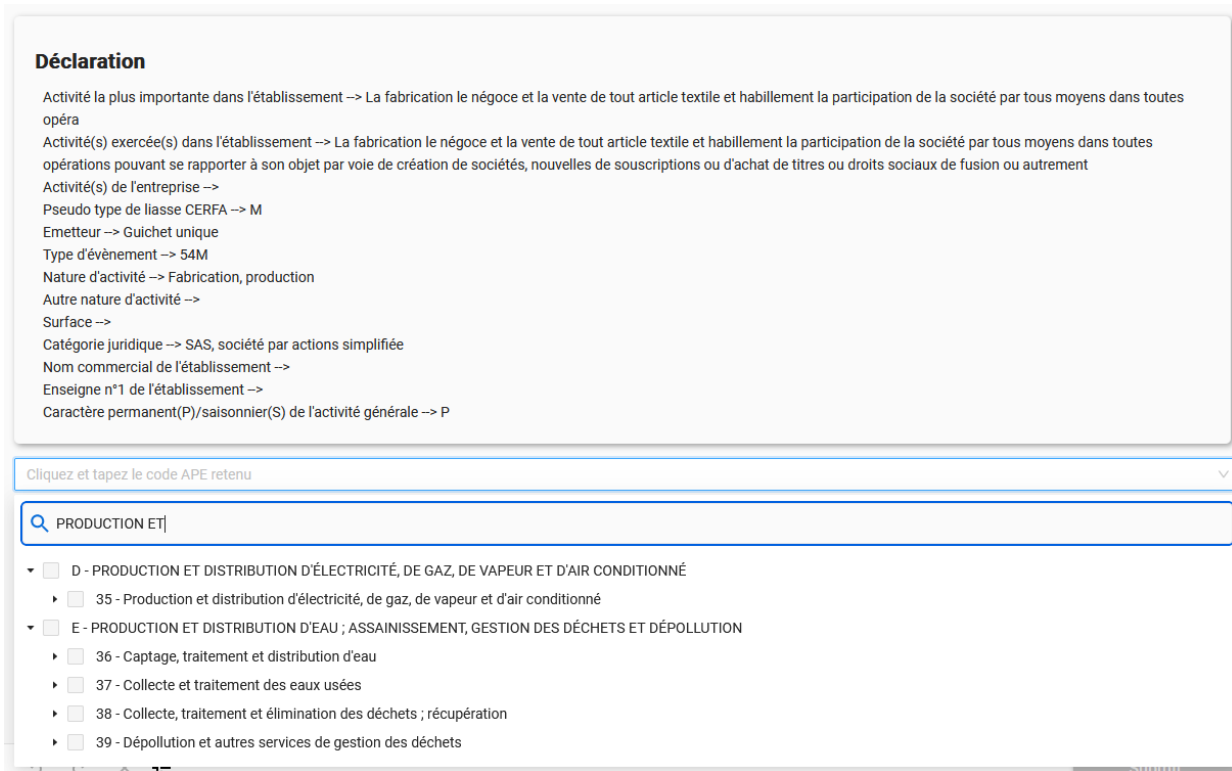 Déclaration
Activité la plus importante dans l'établissement --> La fabrication le négoce et la vente de tout article textile et habillement la participation de la société par tous moyens dans toutes
opéra
Activité(s) exercée(s) dans l'établissement --> La fabrication le négoce et la vente de tout article textile et habillement la participation de la société par tous moyens dans toutes
opérations pouvant se rapporter à son objet par voie de création de sociétés, nouvelles de souscriptions ou d'achat de titres ou droits sociaux de fusion ou autrement
Activité(s) de l'entreprise -->
Pseudo type de liasse CERFA --> M
Emetteur --> Guichet unique
Type d'évènement --> 54M
Nature d'activité --> Fabrication, production
Autre nature d'activité -->
Surface -->
Catégorie juridique --> SAS, société par actions simplifiée
Nom commercial de l'établissement -->
Enseigne n°1 de l'établissement -->
Caractère permanent(P)/saisonnier(S) de l'activité générale --> P
Cliquez et tapez le code APE retenu
PRODUCTION ET
D - PRODUCTION ET DISTRIBUTION D'ÉLECTRICITÉ, DE GAZ, DE VAPEUR ET D'AIR CONDITIONNÉ
35 - Production et distribution d'électricité, de gaz, de vapeur et d'air conditionné
E - PRODUCTION ET DISTRIBUTION D'EAU ; ASSAINISSEMENT, GESTION DES DÉCHETS ET DÉPOLLUTION
36 - Captage, traitement et distribution d'eau
37 - Collecte et traitement des eaux usées
38 - Collecte, traitement et élimination des déchets ; récupération
39 - Dépollution et autres services de gestion des déchets